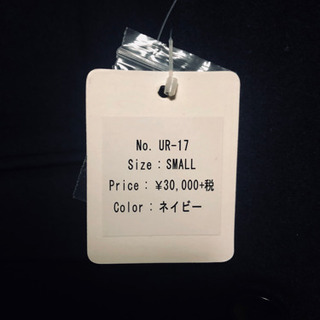 No. UR-17
Size：SMALL
Price：¥30,000+税
Color：ネイビー